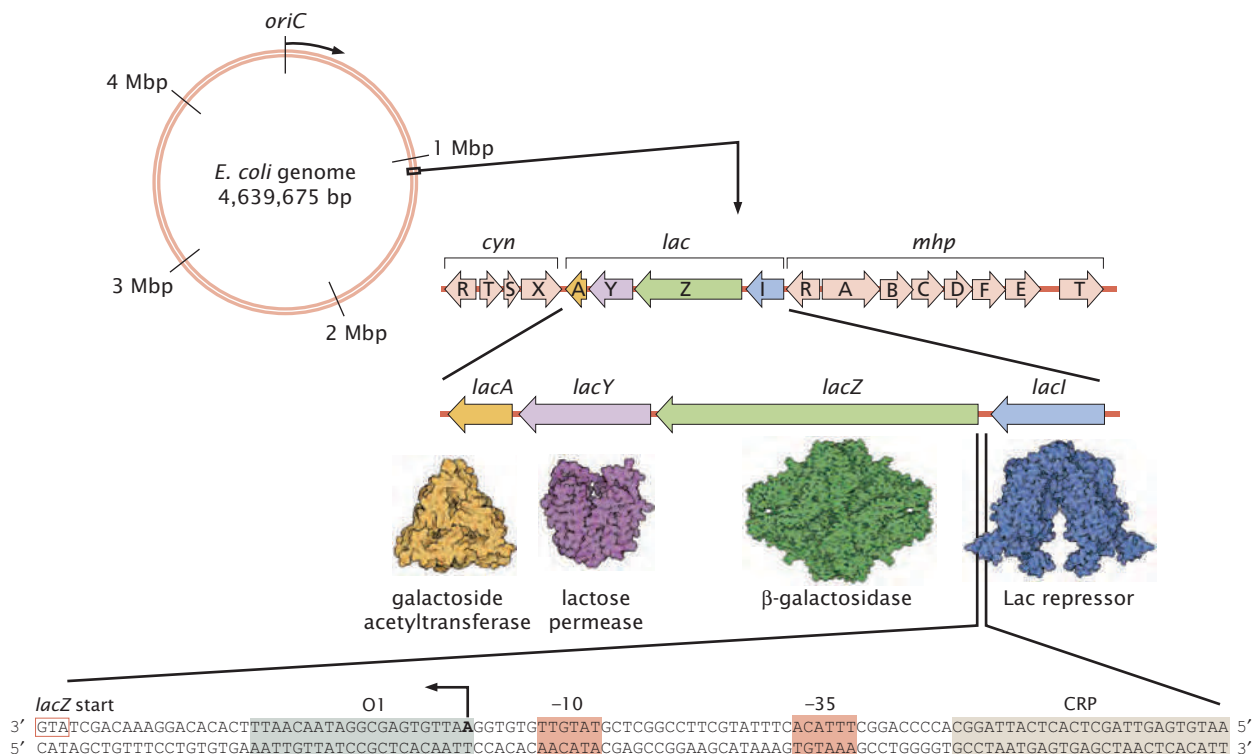 oriC
4 Mbp
1 Mbp
E. coli genome
4,639,675 bp
3 Mbp
2 Mbp
cyn lac mhp
R T S X A Y Z I R A B C D F E T
lacA lacY lacZ lacI
galactoside
acetyltransferase
lactose
permease
β-galactosidase
Lac repressor
lacZ start O1 −10 −35 CRP
3′ GTATCGACAAAGGACACACTTTAACAATAGGCGAGTGTTAAGGTGTGTTGTATGCTCGGCCTTCGTATTTCACATTTCGGACCCCACGGATTACTCACTCGATTGAGTGTAA 5′
5′ CATAGCTGTTTCCTGTGTGAAATTGTTATCCGCTCACAATTCCACACAACATACGAGCCGGAAGCATAAAGTGTAAAGCCTGGGGTGCCTAATGAGTGAGCTAACTCACATT 3′